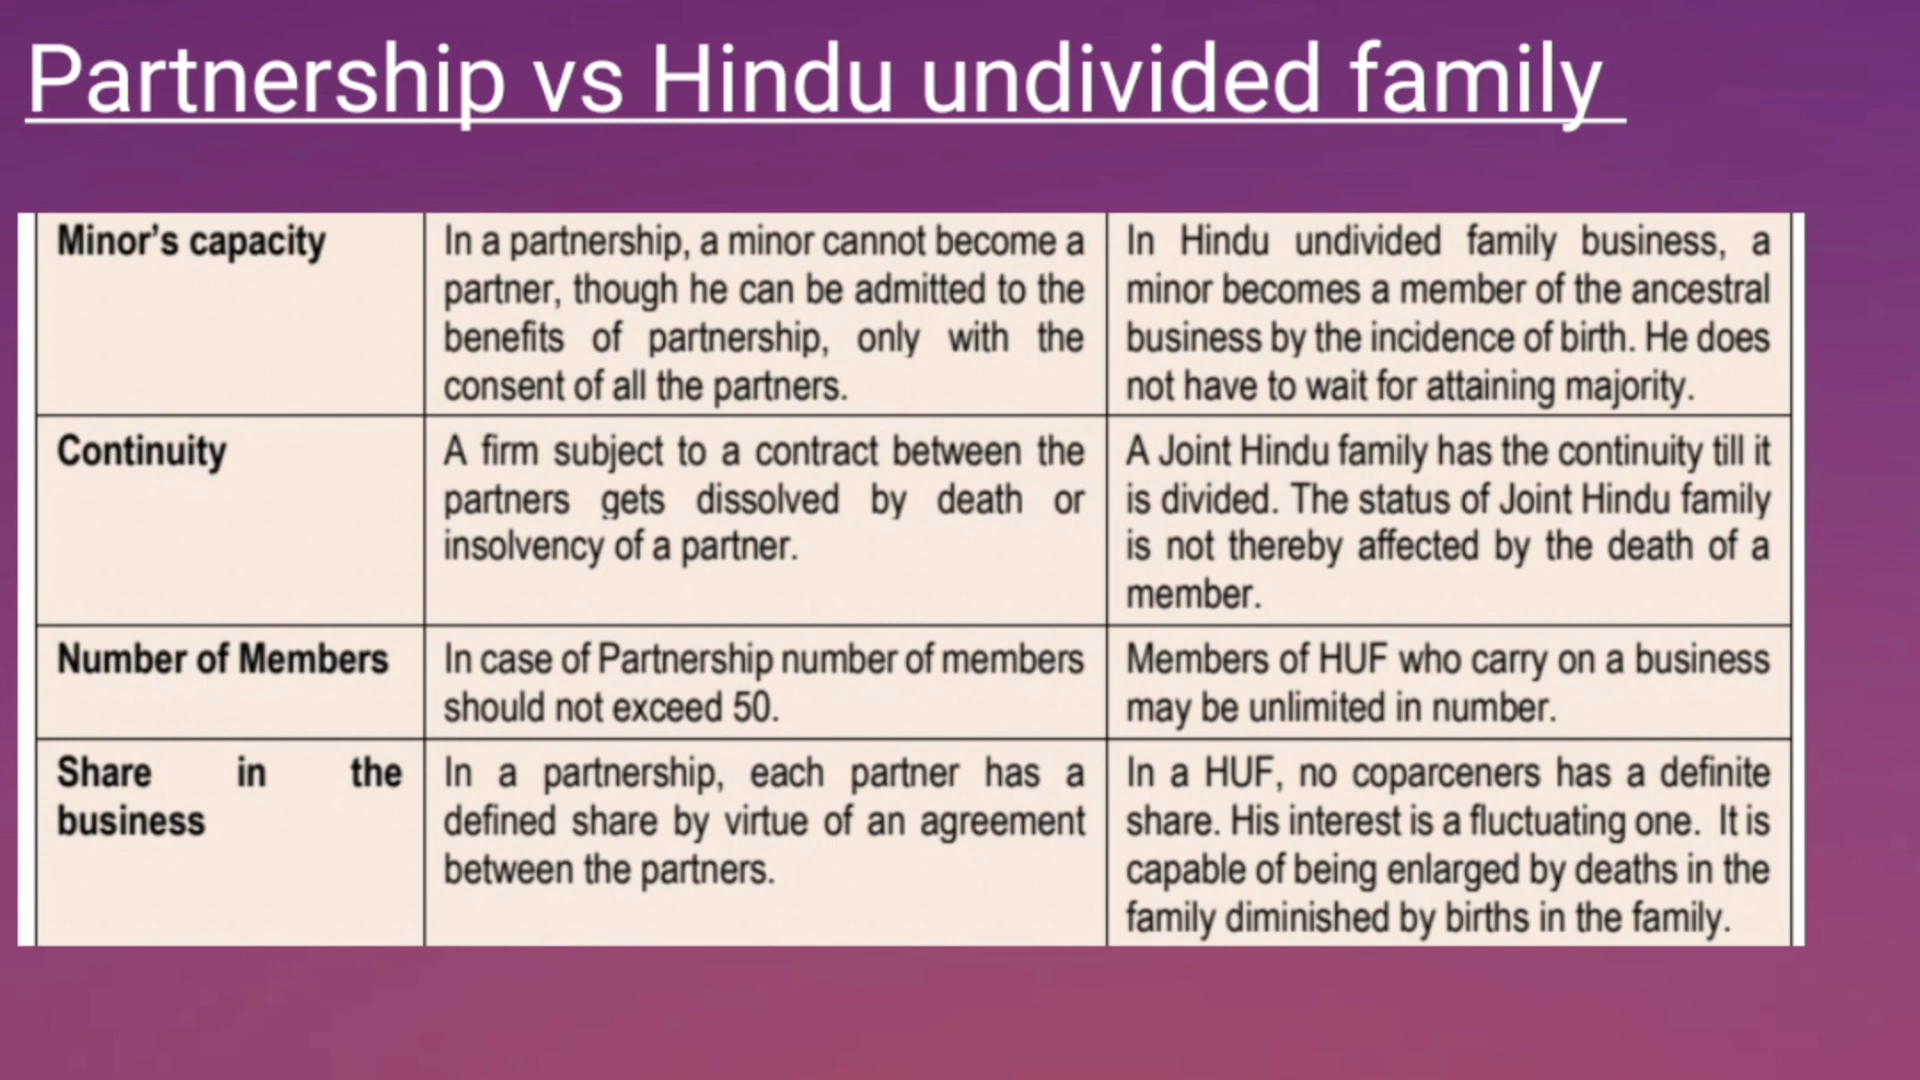 Partnership vs Hindu undivided family
Minor's capacity
In a partnership, a minor cannot become a
partner, though he can be admitted to the
benefits of partnership, only with the
consent of all the partners.
In Hindu undivided family business, a
minor becomes a member of the ancestral
business by the incidence of birth. He does
not have to wait for attaining majority.
Continuity
A firm subject to a contract between the
partners gets dissolved by death or
insolvency of a partner.
A Joint Hindu family has the continuity till it
is divided. The status of Joint Hindu family
is not thereby affected by the death of a
member.
Number of Members
In case of Partnership number of members
should not exceed 50.
Members of HUF who carry on a business
may be unlimited in number.
Share in the
business
In a partnership, each partner has a
defined share by virtue of an agreement
between the partners.
In a HUF, no coparceners has a definite
share. His interest is a fluctuating one. It is
capable of being enlarged by deaths in the
family diminished by births in the family.